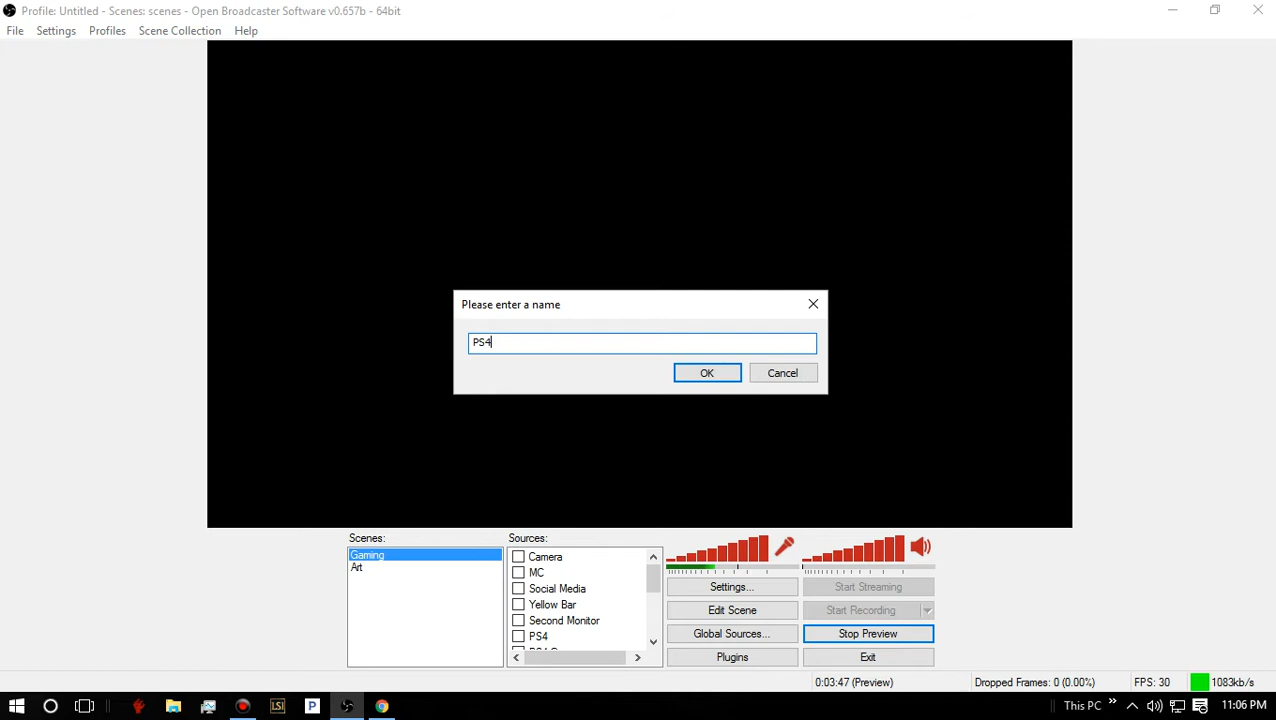 Profile: Untitled - Scenes: scenes - Open Broadcaster Software v0.657b - 64bit
File Settings Profiles Scene Collection Help
Please enter a name
PS4
OK Cancel
Scenes: Sources:
Gaming
Art
Camera
MC
Social Media
Yellow Bar
Second Monitor
PS4
Settings... Start Streaming
Edit Scene Start Recording
Global Sources... Stop Preview
Plugins Exit
0:03:47 (Preview) Dropped Frames: 0 (0.00%) FPS: 30 1083kb/s
LSI P This PC 11:06 PM